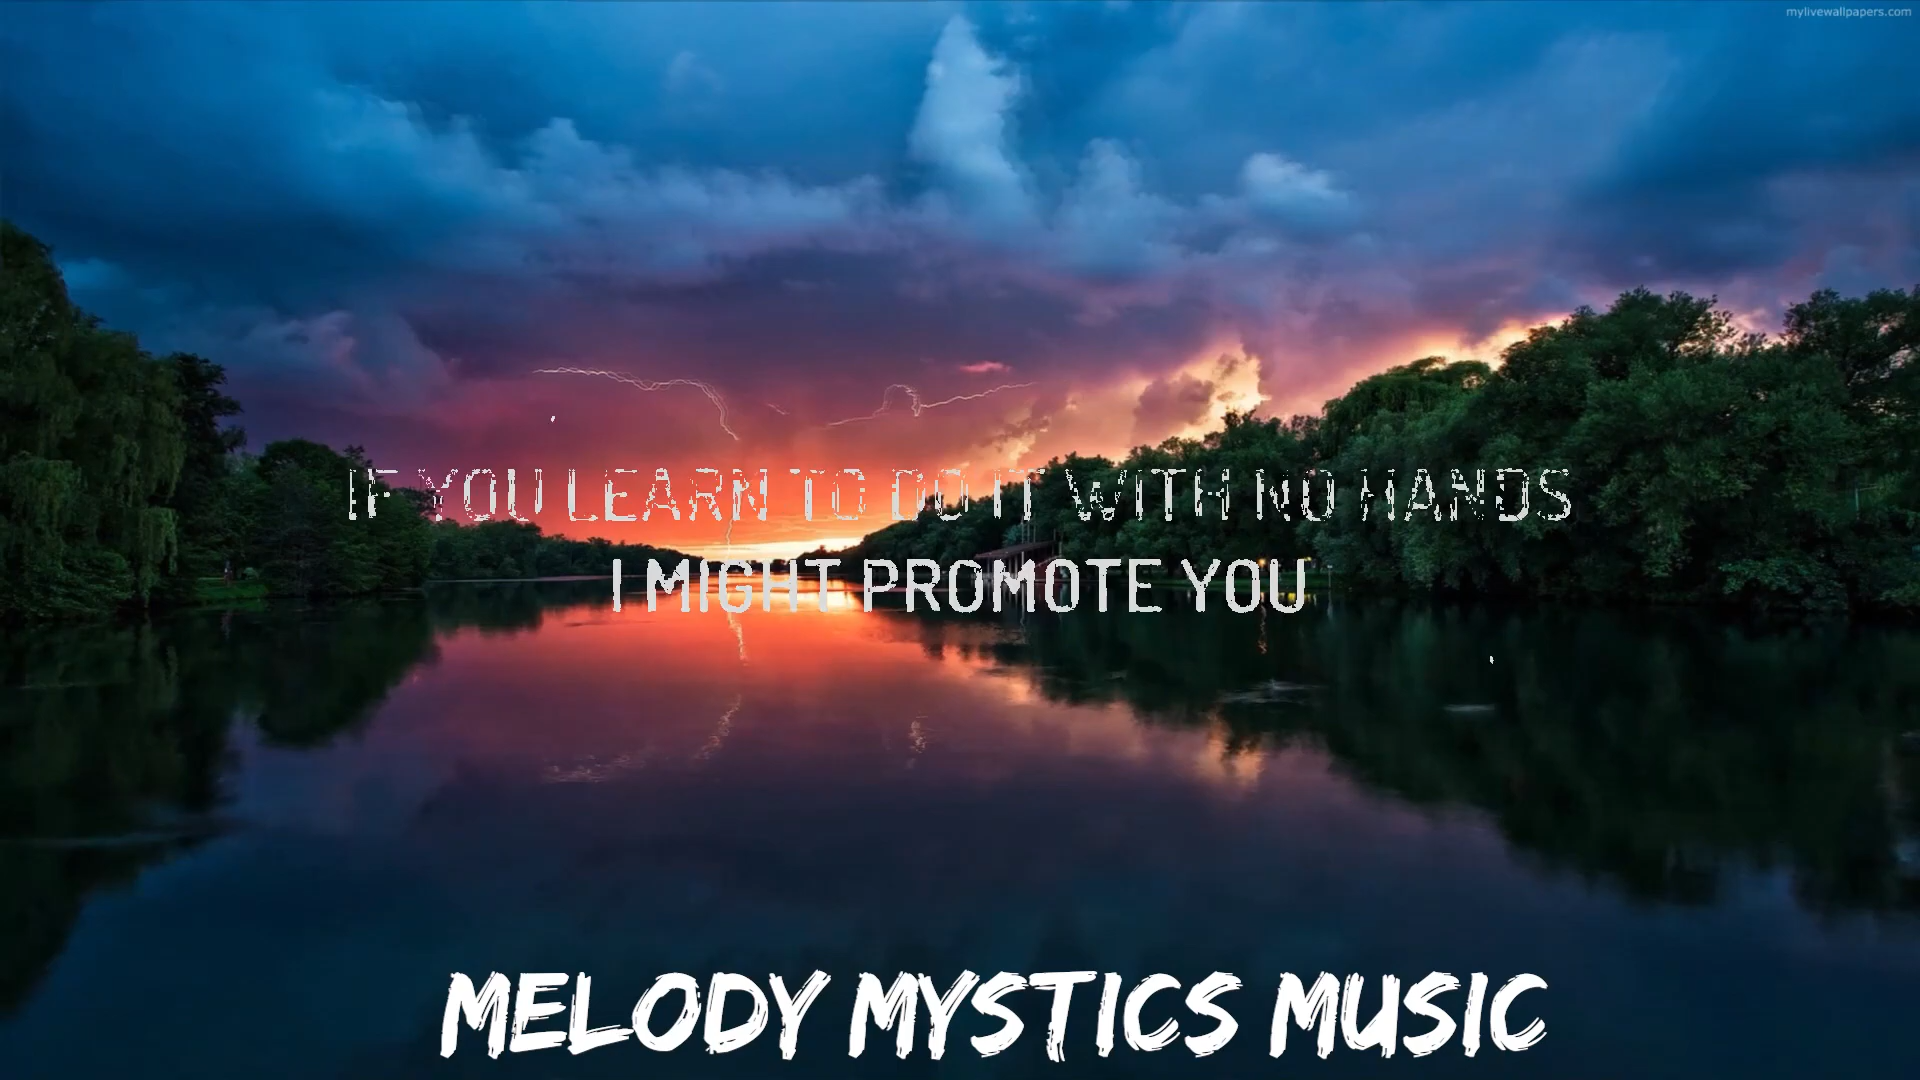 mylivewallpapers.com
IF YOU LEARN TO DO IT WITH NO HANDS
I MIGHT PROMOTE YOU
MELODY MYSTICS MUSIC